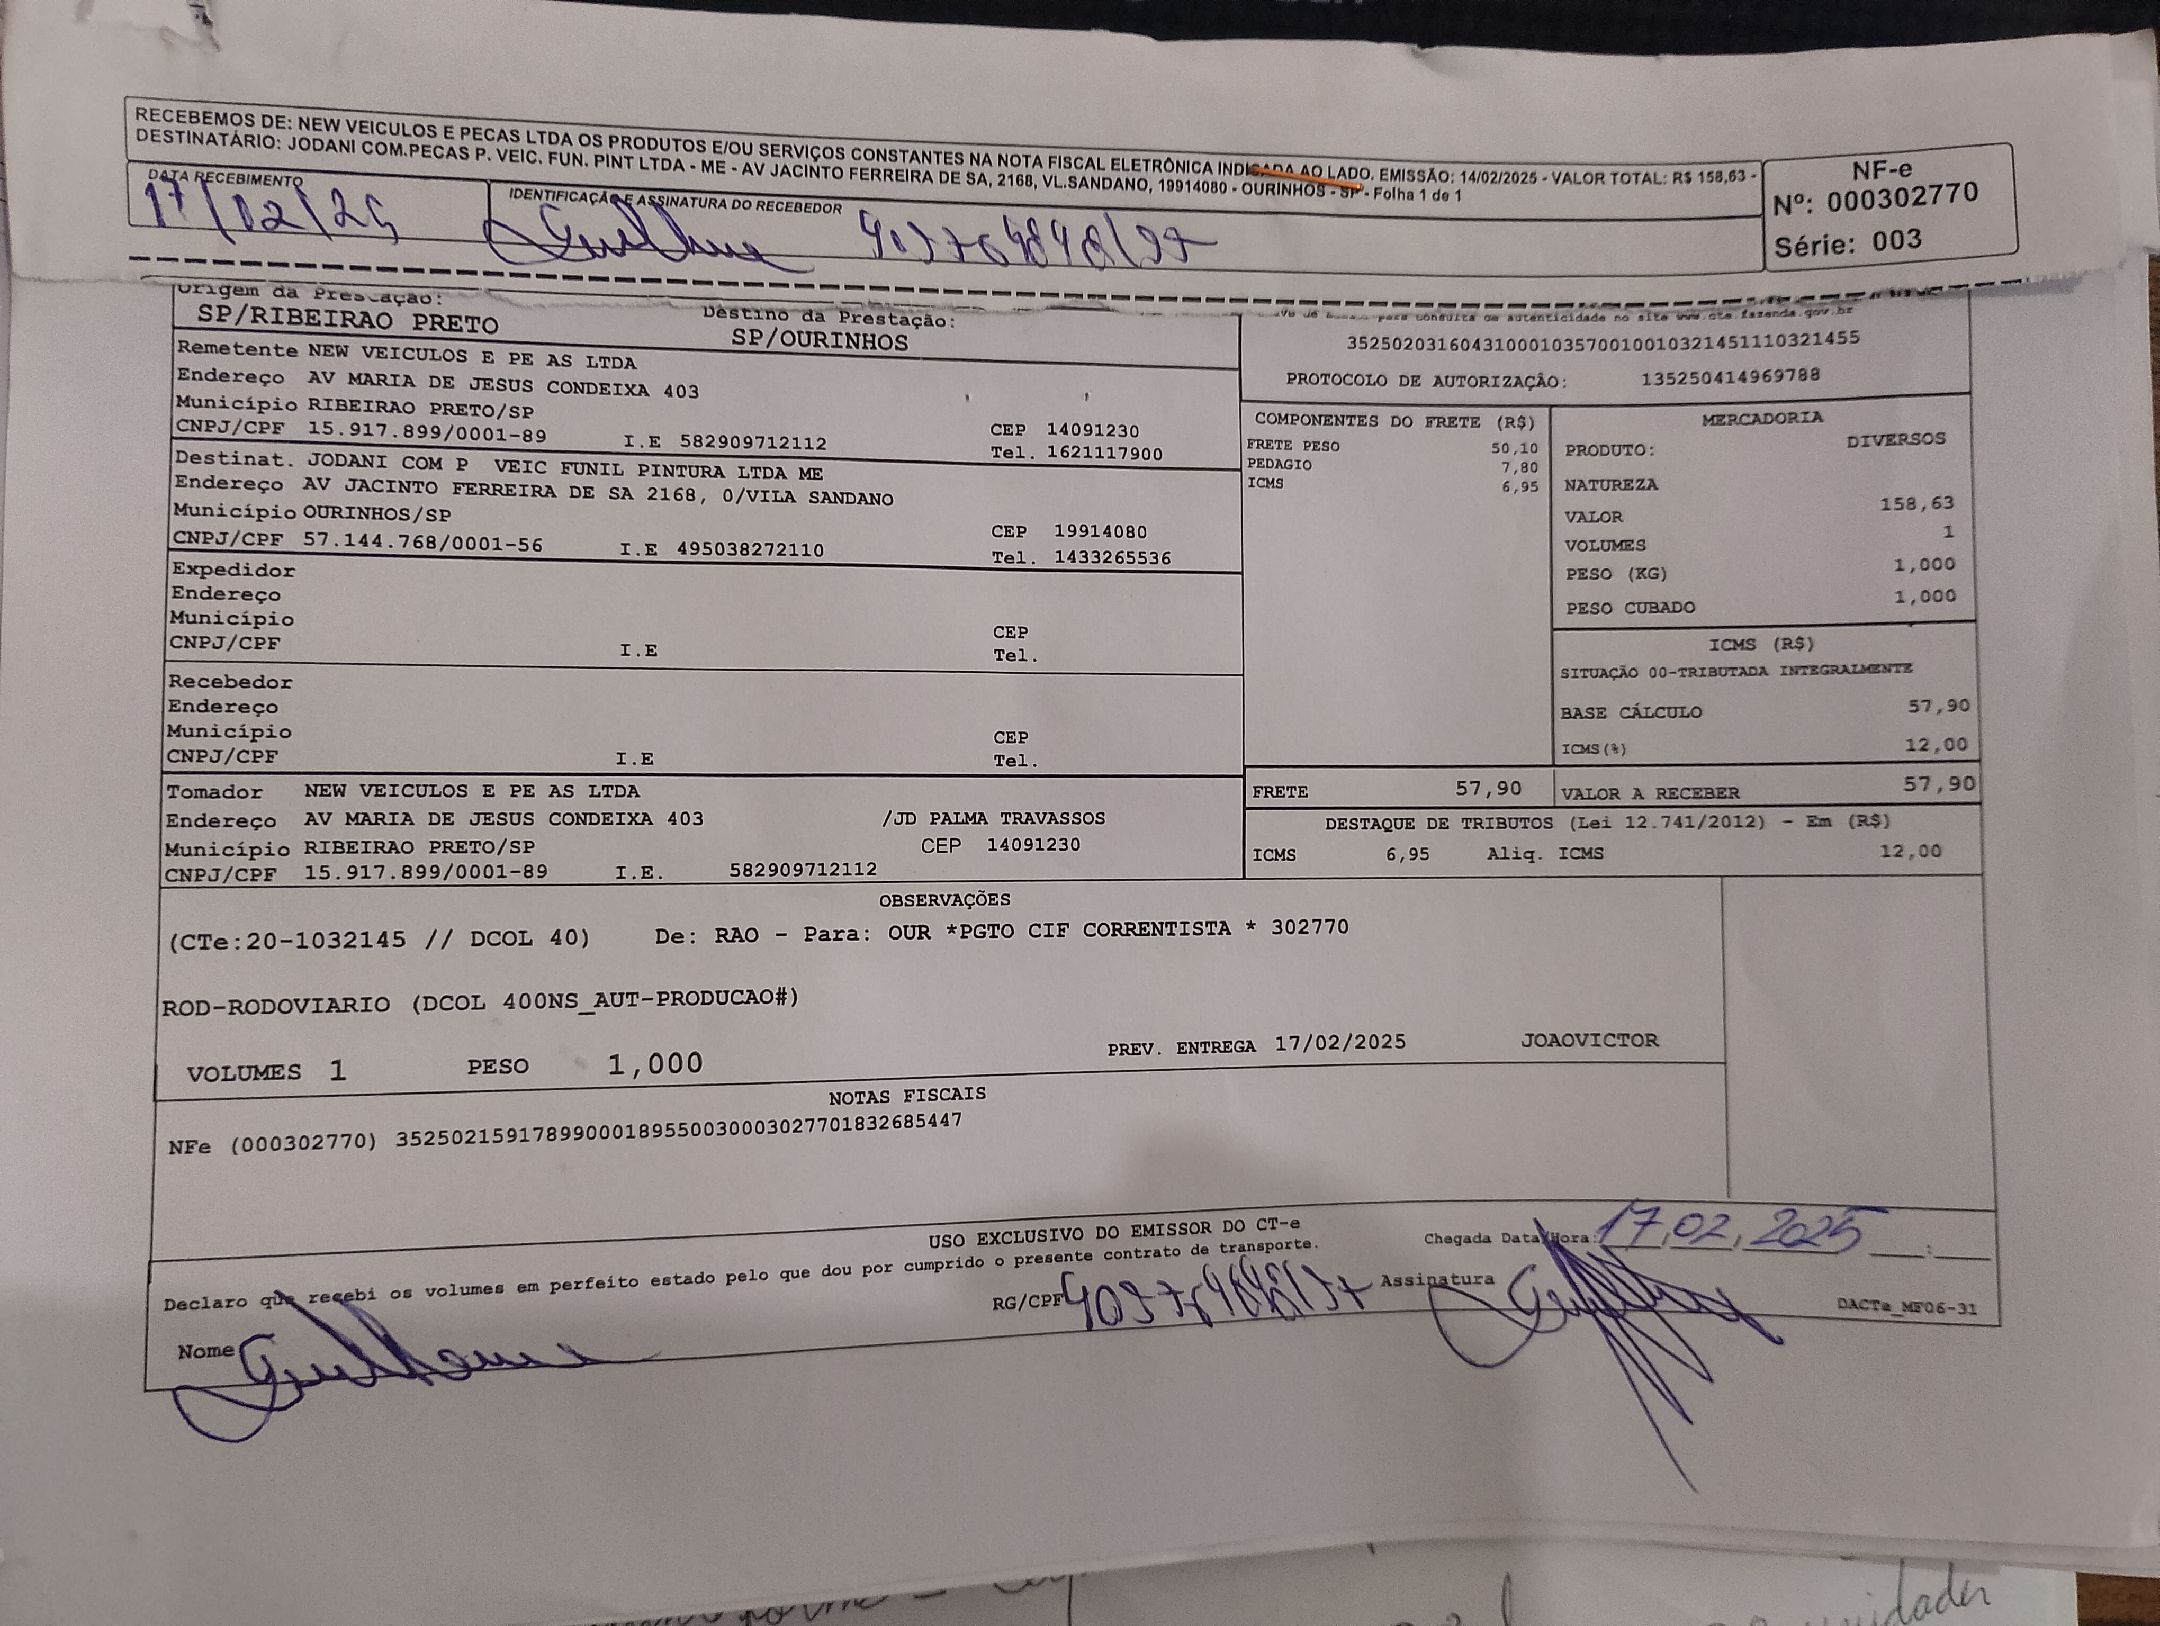 RECEBEMOS DE: NEW VEICULOS E PECAS LTDA OS PRODUTOS E/OU SERVIÇOS CONSTANTES NA NOTA FISCAL ELETRÔNICA INDICADA AO LADO. EMISSÃO: 14/02/2025 - VALOR TOTAL: R$ 158,63 -
DESTINATÁRIO: JODANI COM.PECAS P. VEIC. FUN. PINT LTDA - ME - AV JACINTO FERREIRA DE SA, 2168, VL.SANDANO, 19914080 - OURINHOS - SP - Folha 1 de 1
NF-e
Nº: 000302770
Série: 003
DATA RECEBIMENTO
17/02/25
IDENTIFICAÇÃO E ASSINATURA DO RECEBEDOR
Guilherme
Origem da Prestação:
SP/RIBEIRAO PRETO
Destino da Prestação:
SP/OURINHOS
para consulta de autenticidade no site www.cte.fazenda.gov.br
35250203160431000103570010010321451110321455
PROTOCOLO DE AUTORIZAÇÃO: 135250414969788
Remetente NEW VEICULOS E PE AS LTDA
Endereço AV MARIA DE JESUS CONDEIXA 403
Município RIBEIRAO PRETO/SP CEP 14091230
CNPJ/CPF 15.917.899/0001-89 I.E 582909712112 Tel. 1621117900
Destinat. JODANI COM P VEIC FUNIL PINTURA LTDA ME
Endereço AV JACINTO FERREIRA DE SA 2168, 0/VILA SANDANO
Município OURINHOS/SP CEP 19914080
CNPJ/CPF 57.144.768/0001-56 I.E 495038272110 Tel. 1433265536
Expedidor
Endereço
Município CEP
CNPJ/CPF I.E Tel.
Recebedor
Endereço
Município CEP
CNPJ/CPF I.E Tel.
Tomador NEW VEICULOS E PE AS LTDA
Endereço AV MARIA DE JESUS CONDEIXA 403 /JD PALMA TRAVASSOS
Município RIBEIRAO PRETO/SP CEP 14091230
CNPJ/CPF 15.917.899/0001-89 I.E. 582909712112
COMPONENTES DO FRETE (R$)
FRETE PESO 50,10
PEDAGIO 7,80
ICMS 6,95
MERCADORIA
PRODUTO: DIVERSOS
NATUREZA
VALOR 158,63
VOLUMES 1
PESO (KG) 1,000
PESO CUBADO 1,000
ICMS (R$)
SITUAÇÃO 00-TRIBUTADA INTEGRALMENTE
BASE CÁLCULO 57,90
ICMS(%) 12,00
FRETE 57,90 VALOR A RECEBER 57,90
DESTAQUE DE TRIBUTOS (Lei 12.741/2012) - Em (R$)
ICMS 6,95 Aliq. ICMS 12,00
OBSERVAÇÕES
(CTe:20-1032145 // DCOL 40) De: RAO - Para: OUR *PGTO CIF CORRENTISTA * 302770
ROD-RODOVIARIO (DCOL 400NS_AUT-PRODUCAO#)
VOLUMES 1 PESO 1,000 PREV. ENTREGA 17/02/2025 JOAOVICTOR
NOTAS FISCAIS
NFe (000302770) 35250215917899000189550030003027701832685447
USO EXCLUSIVO DO EMISSOR DO CT-e
Declaro que recebi os volumes em perfeito estado pelo que dou por cumprido o presente contrato de transporte.
Chegada Data/Hora: 17,02,2025 :
Nome Guilherme
RG/CPF
Assinatura
DACTe_MF06-31